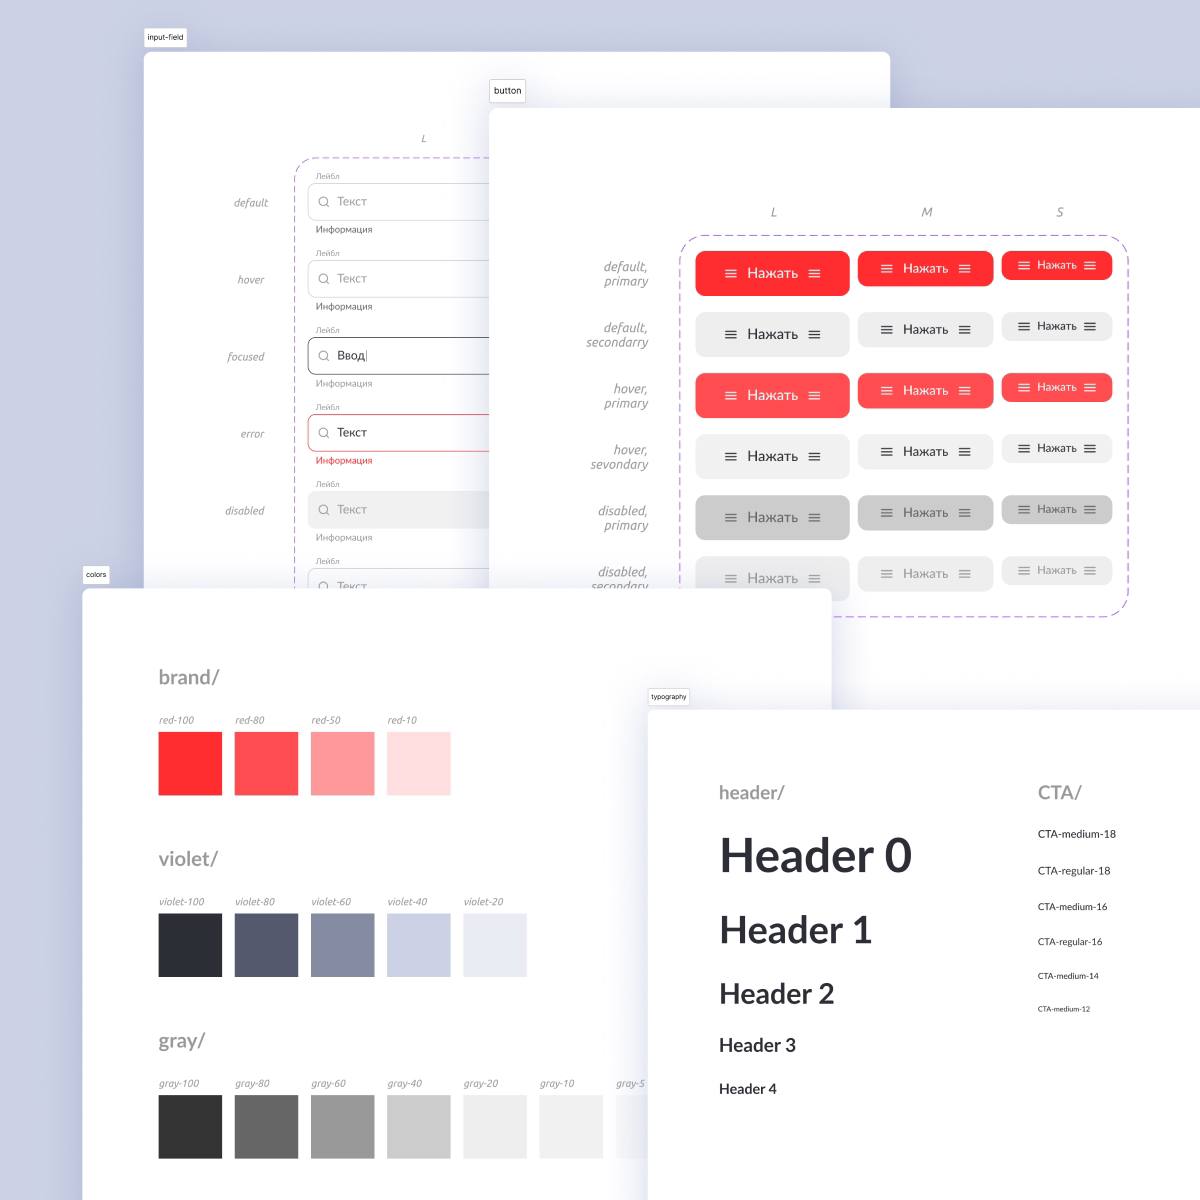 input-field
L
default
Лейбл
Текст
Информация
hover
Лейбл
Текст
Информация
focused
Лейбл
Ввод
Информация
error
Лейбл
Текст
Информация
disabled
Лейбл
Текст
Информация
Лейбл
Текст
button
L M S
default,
primary
Нажать Нажать Нажать
default,
secondarry
Нажать Нажать Нажать
hover,
primary
Нажать Нажать Нажать
hover,
sevondary
Нажать Нажать Нажать
disabled,
primary
Нажать Нажать Нажать
disabled,
secondary
Нажать Нажать Нажать
colors
brand/
red-100 red-80 red-50 red-10
violet/
violet-100 violet-80 violet-60 violet-40 violet-20
gray/
gray-100 gray-80 gray-60 gray-40 gray-20 gray-10 gray-5
typography
header/
Header 0
Header 1
Header 2
Header 3
Header 4
CTA/
CTA-medium-18
CTA-regular-18
CTA-medium-16
CTA-regular-16
CTA-medium-14
CTA-medium-12